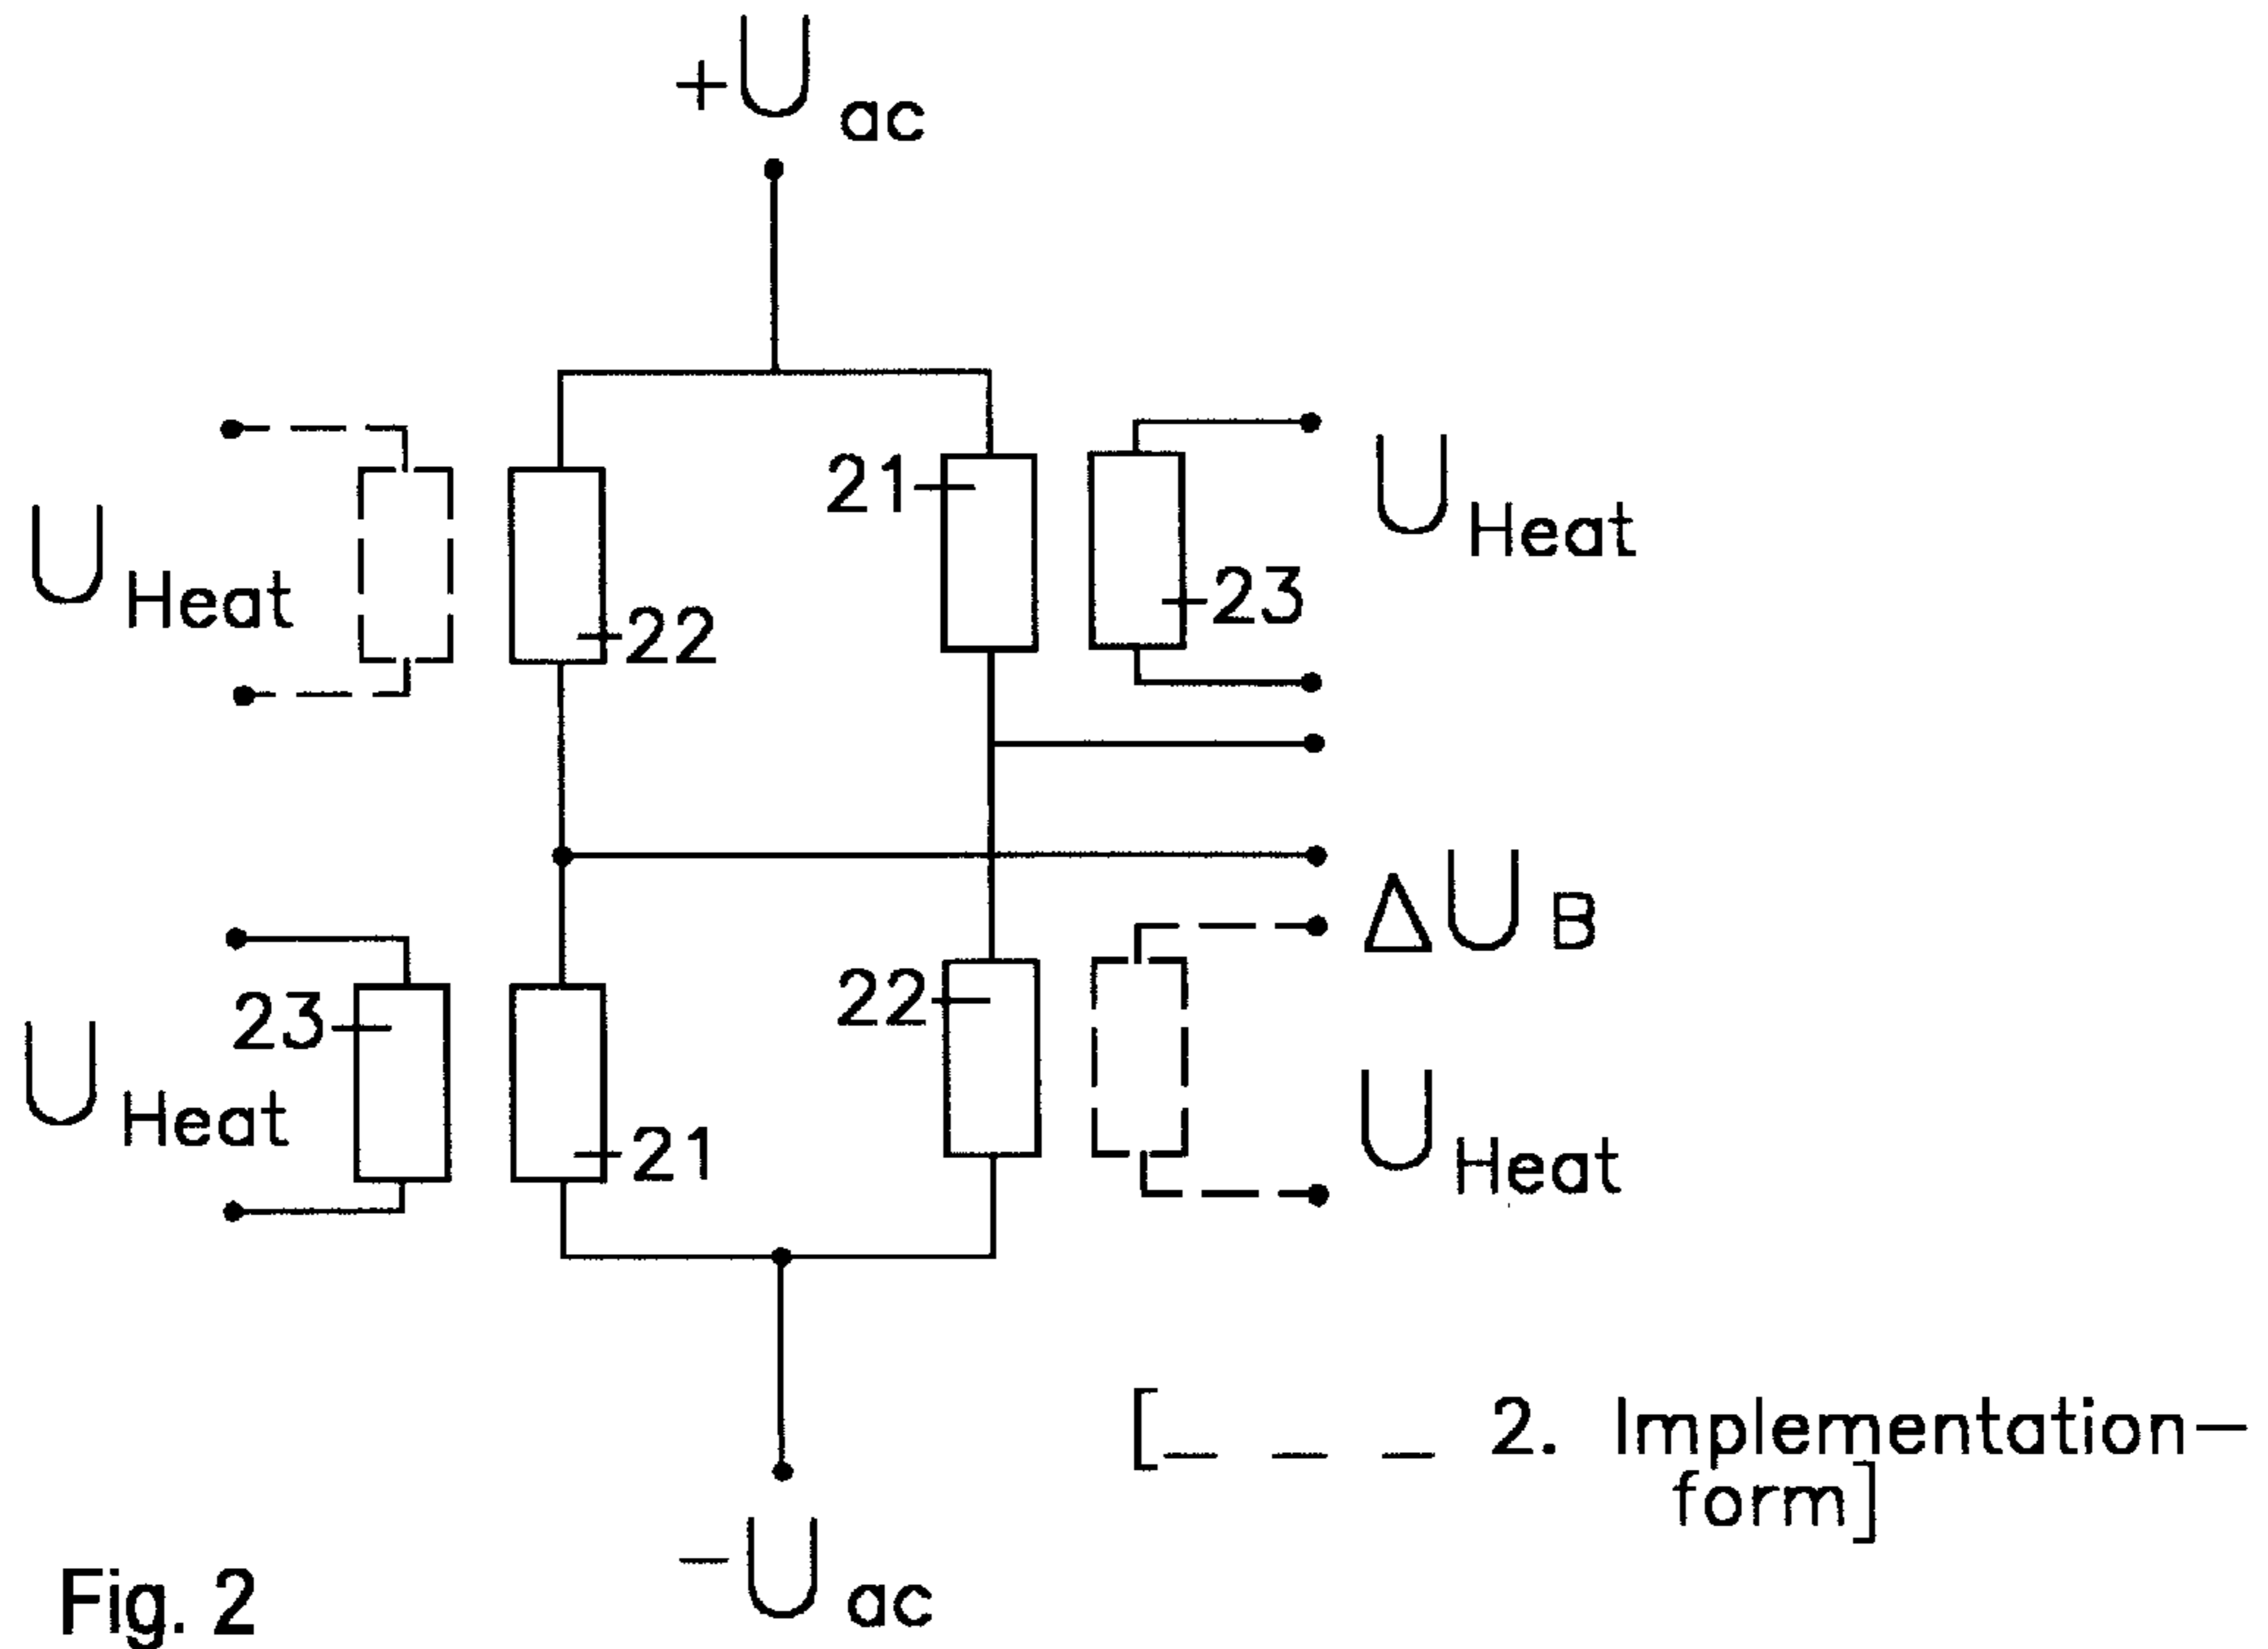 +U ac
21
U Heat
U Heat
22
23
ΔU B
23
22
U Heat
21
U Heat
[_ _ _ 2. Implementation-
form]
-U ac
Fig. 2